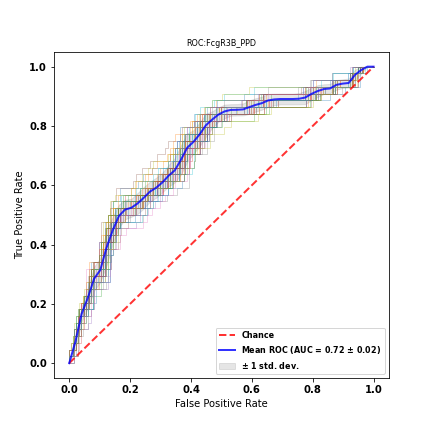 ROC:FcgR3B_PPD
True Positive Rate
1.0
0.8
0.6
0.4
0.2
0.0
Chance
Mean ROC (AUC = 0.72 ± 0.02)
± 1 std. dev.
0.0 0.2 0.4 0.6 0.8 1.0
False Positive Rate